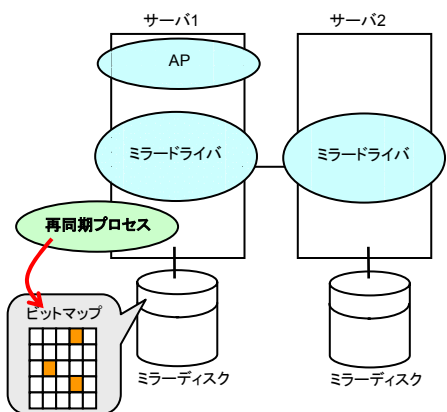 サーバ1
サーバ2
AP
ミラードライバ
ミラードライバ
再同期プロセス
ビットマップ
ミラーディスク
ミラーディスク